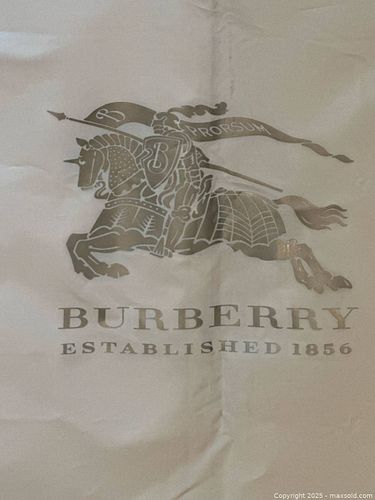 PRORSUM
B
BURBERRY
ESTABLISHED 1856
Copyright 2025 - maxsold.com